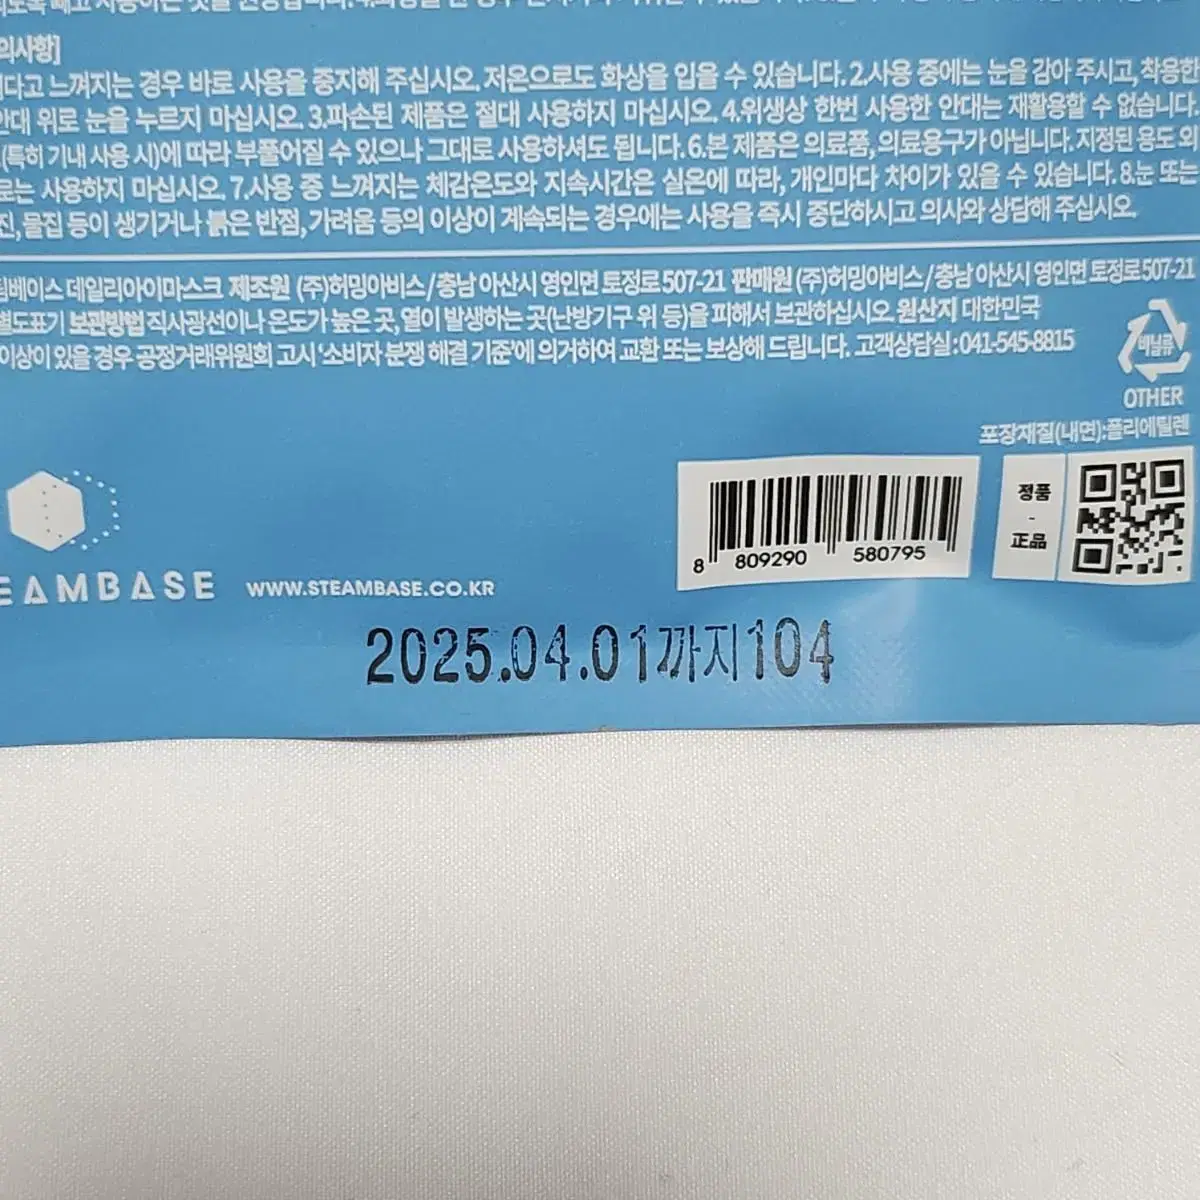 의사항]
다고 느껴지는 경우 바로 사용을 중지해 주십시오. 저온으로도 화상을 입을 수 있습니다. 2.사용 중에는 눈을 감아 주시고, 착용한
안대 위로 눈을 누르지 마십시오. 3.파손된 제품은 절대 사용하지 마십시오. 4.위생상 한번 사용한 안대는 재활용할 수 없습니다.
(특히 기내 사용 시)에 따라 부풀어질 수 있으나 그대로 사용하셔도 됩니다. 6.본 제품은 의료품, 의료용구가 아닙니다. 지정된 용도 외
로는 사용하지 마십시오. 7.사용 중 느껴지는 체감온도와 지속시간은 실온에 따라, 개인마다 차이가 있을 수 있습니다. 8.눈 또는
진, 물집 등이 생기거나 붉은 반점, 가려움 등의 이상이 계속되는 경우에는 사용을 즉시 중단하시고 의사와 상담해 주십시오.
팀베이스 데일리아이마스크 제조원 (주)허밍아비스/충남 아산시 영인면 토정로 507-21 판매원 (주)허밍아비스/충남 아산시 영인면 토정로 507-21
별도표기 보관방법 직사광선이나 온도가 높은 곳, 열이 발생하는 곳(난방기구 위 등)을 피해서 보관하십시오. 원산지 대한민국
이상이 있을 경우 공정거래위원회 고시 '소비자 분쟁 해결 기준'에 의거하여 교환 또는 보상해 드립니다. 고객상담실 : 041-545-8815
비닐류
OTHER
포장재질(내면):폴리에틸렌
정품
-
正品
8 809290 580795
EAMBASE WWW.STEAMBASE.CO.KR
2025.04.01까지104